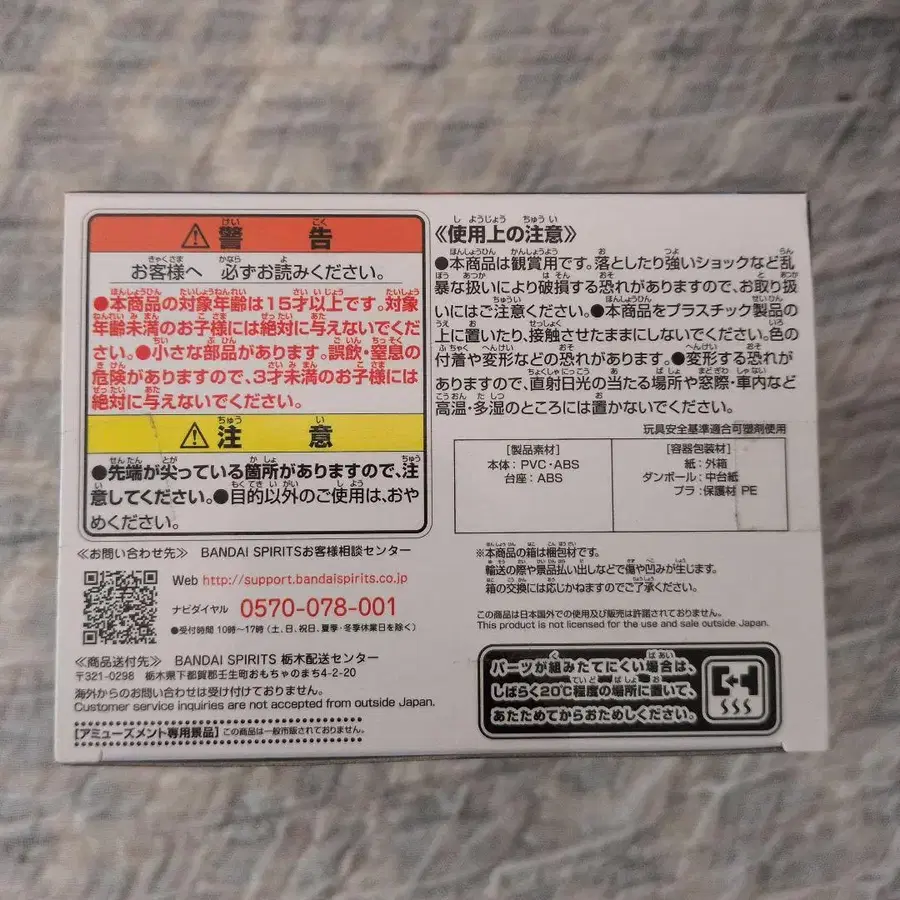 ⚠警告
お客様へ 必ずお読みください。
●本商品の対象年齢は15才以上です。対象
年齢未満のお子様には絶対に与えないでくだ
さい。●小さな部品があります。誤飲・窒息の
危険がありますので、3才未満のお子様には
絶対に与えないでください。
⚠注意
●先端が尖っている箇所がありますので、注
意してください。●目的以外のご使用は、おや
めください。
≪お問い合わせ先≫ BANDAI SPIRITSお客様相談センター
Web http://support.bandaispirits.co.jp
ナビダイヤル 0570-078-001
●受付時間 10時〜17時(土、日、祝日、夏季・冬季休業日を除く)
≪商品送付先≫ BANDAI SPIRITS 栃木配送センター
〒321-0298 栃木県下都賀郡壬生町おもちゃのまち4-2-20
海外からのお問い合わせは受け付けておりません。
Customer service inquiries are not accepted from outside Japan.
[アミューズメント専用景品] この商品は一般市販されておりません。
≪使用上の注意≫
●本商品は観賞用です。落としたり強いショックなど乱
暴な扱いにより破損する恐れがありますので、お取り扱
いにはご注意ください。●本商品をプラスチック製品の
上に置いたり、接触させたままにしないでください。色の
付着や変形などの恐れがあります。●変形する恐れが
ありますので、直射日光の当たる場所や窓際・車内など
高温・多湿のところには置かないでください。
玩具安全基準適合可塑剤使用
[製品素材]
本体：PVC・ABS
台座：ABS
[容器包装材]
紙：外箱
ダンボール：中台紙
プラ：保護材 PE
※本商品の箱は梱包材です。
輸送の際や景品払い出しなどで傷や凹みが生じます。
箱の交換には応じかねますのでご了承ください。
この商品は日本国外での使用及び販売は許諾されておりません。
This product is not licensed for the use and sale outside Japan.
パーツが組みたてにくい場合は、
しばらく20℃程度の場所に置いて、
あたためてからおためしください。